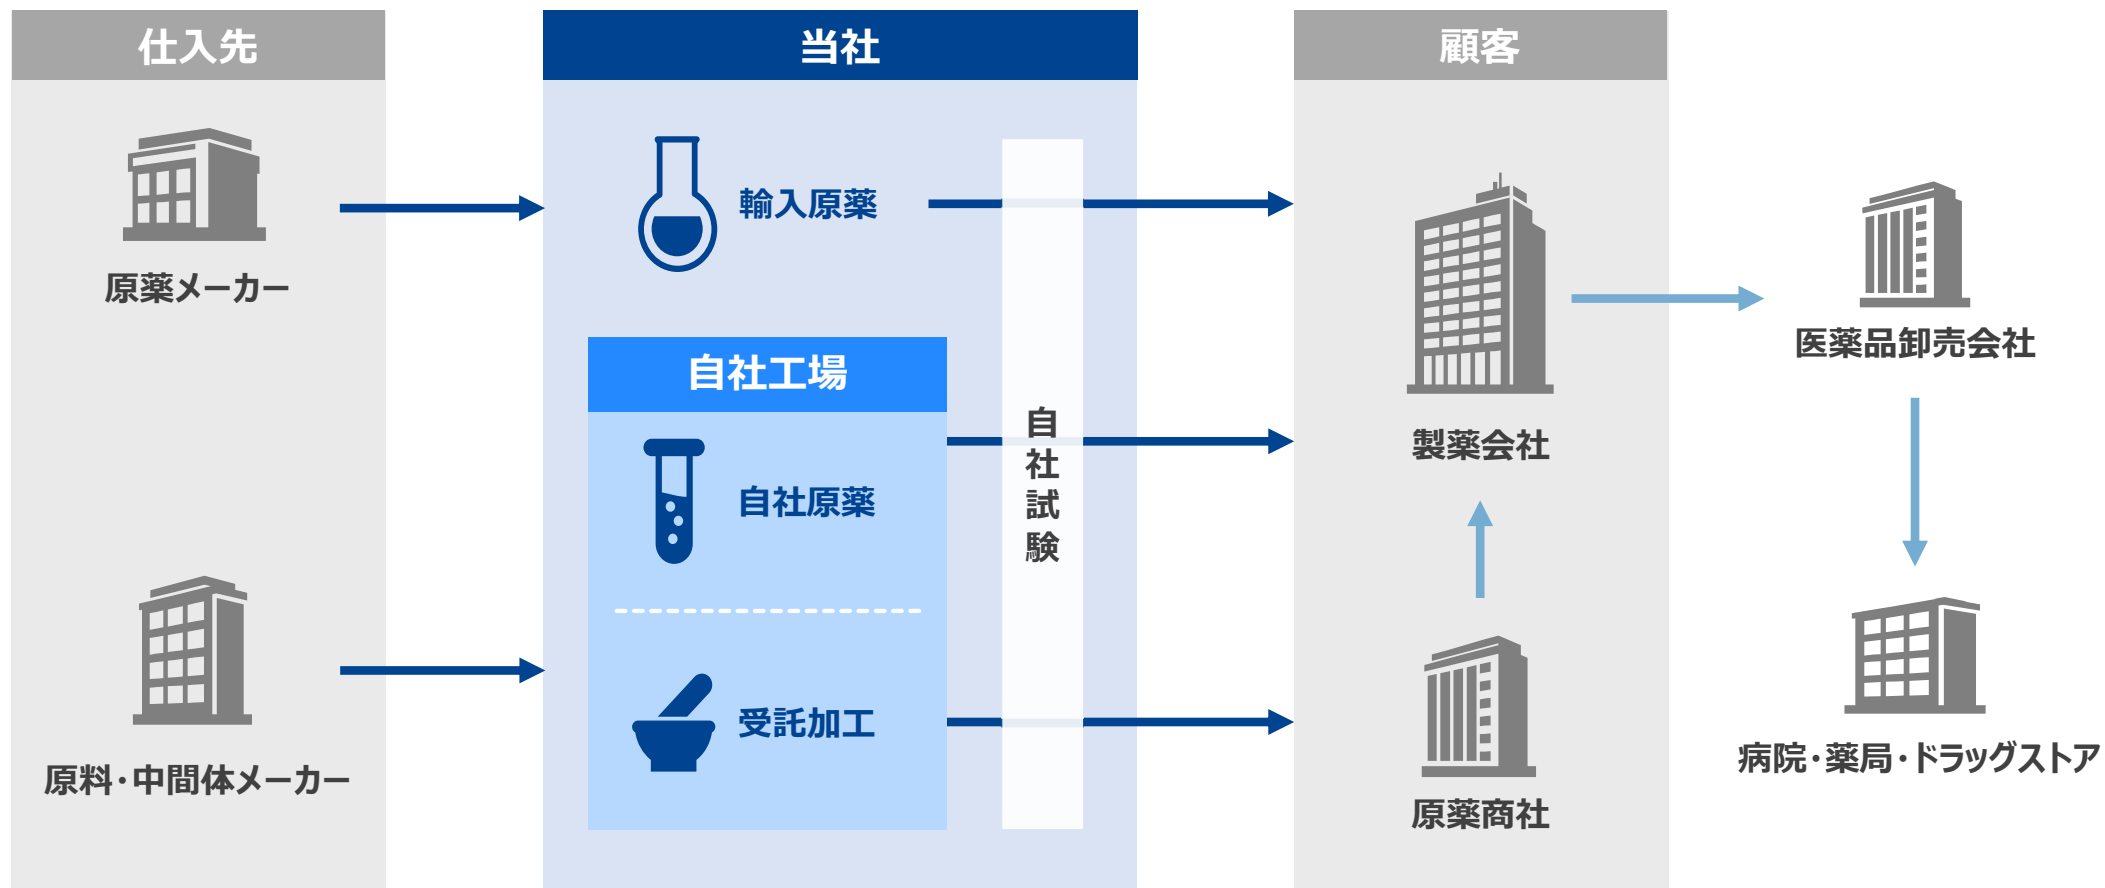 仕入先
原薬メーカー
原料・中間体メーカー
当社
輸入原薬
自社工場
自社原薬
受託加工
自社試験
顧客
製薬会社
原薬商社
医薬品卸売会社
病院・薬局・ドラッグストア